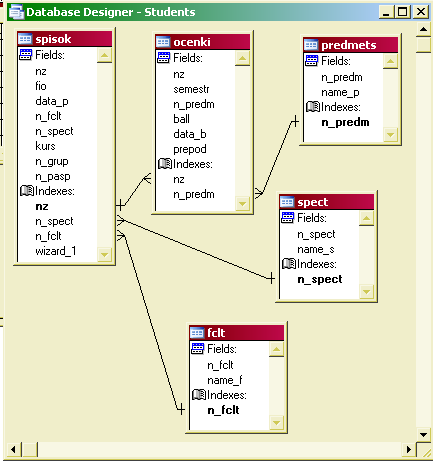 Database Designer - Students
spisok
Fields:
nz
fio
data_p
n_fclt
n_spect
kurs
n_grup
n_pasp
Indexes:
nz
n_spect
n_fclt
wizard_1
ocenki
Fields:
nz
semestr
n_predm
ball
data_b
prepod
Indexes:
nz
n_predm
predmets
Fields:
n_predm
name_p
Indexes:
n_predm
spect
Fields:
n_spect
name_s
Indexes:
n_spect
fclt
Fields:
n_fclt
name_f
Indexes:
n_fclt